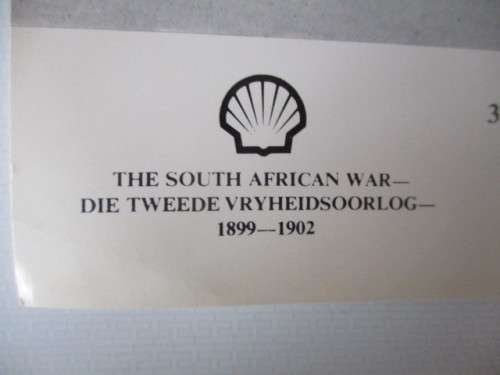 3
THE SOUTH AFRICAN WAR—
DIE TWEEDE VRYHEIDSOORLOG—
1899—1902